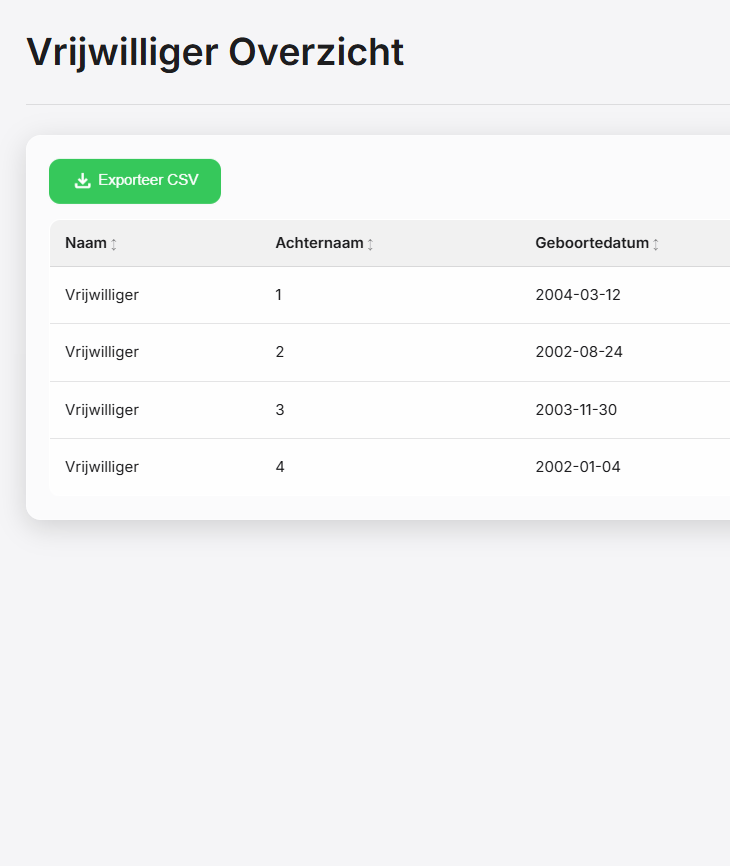 Vrijwilliger Overzicht
Exporteer CSV
Naam Achternaam Geboortedatum
Vrijwilliger 1 2004-03-12
Vrijwilliger 2 2002-08-24
Vrijwilliger 3 2003-11-30
Vrijwilliger 4 2002-01-04